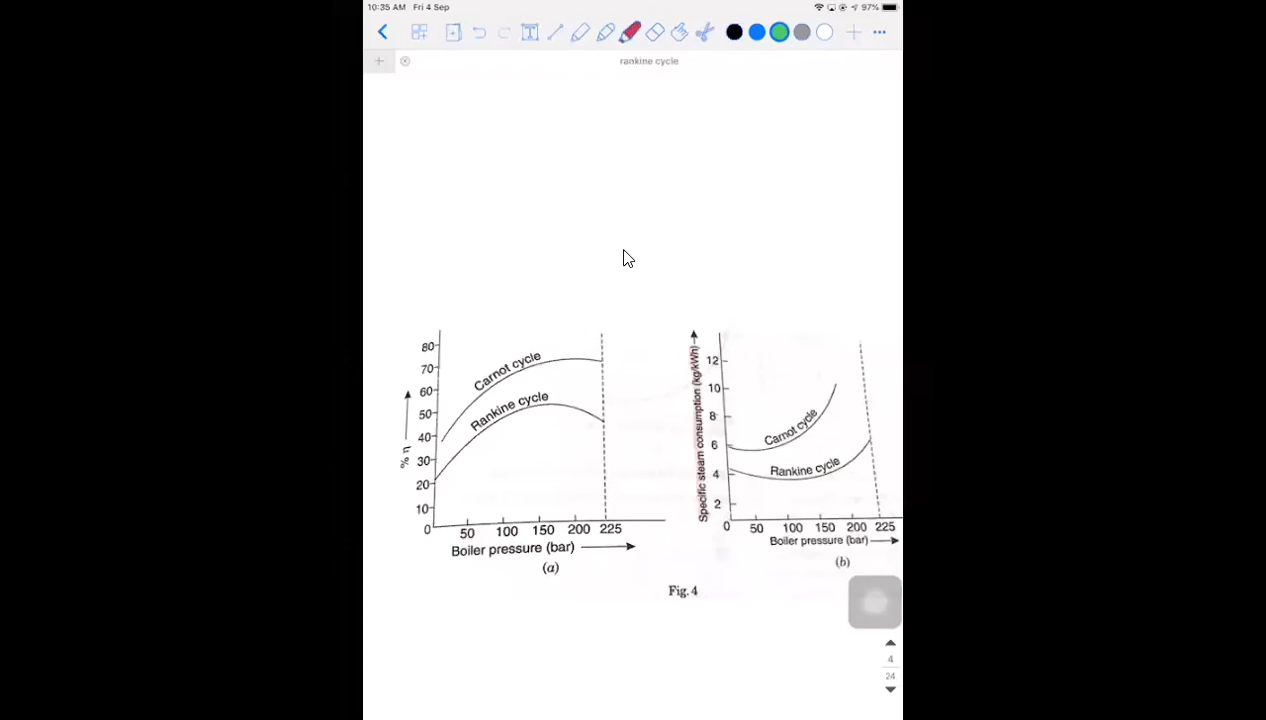 10:35 AM Fri 4 Sep
97%
rankine cycle
80
70
60
50
40
30
20
10
0
% η
Carnot cycle
Rankine cycle
50 100 150 200 225
Boiler pressure (bar)
(a)
Specific steam consumption (kg/kWh)
12
10
8
6
4
2
Carnot cycle
Rankine cycle
0 50 100 150 200 225
Boiler pressure (bar)
(b)
Fig. 4
4
24